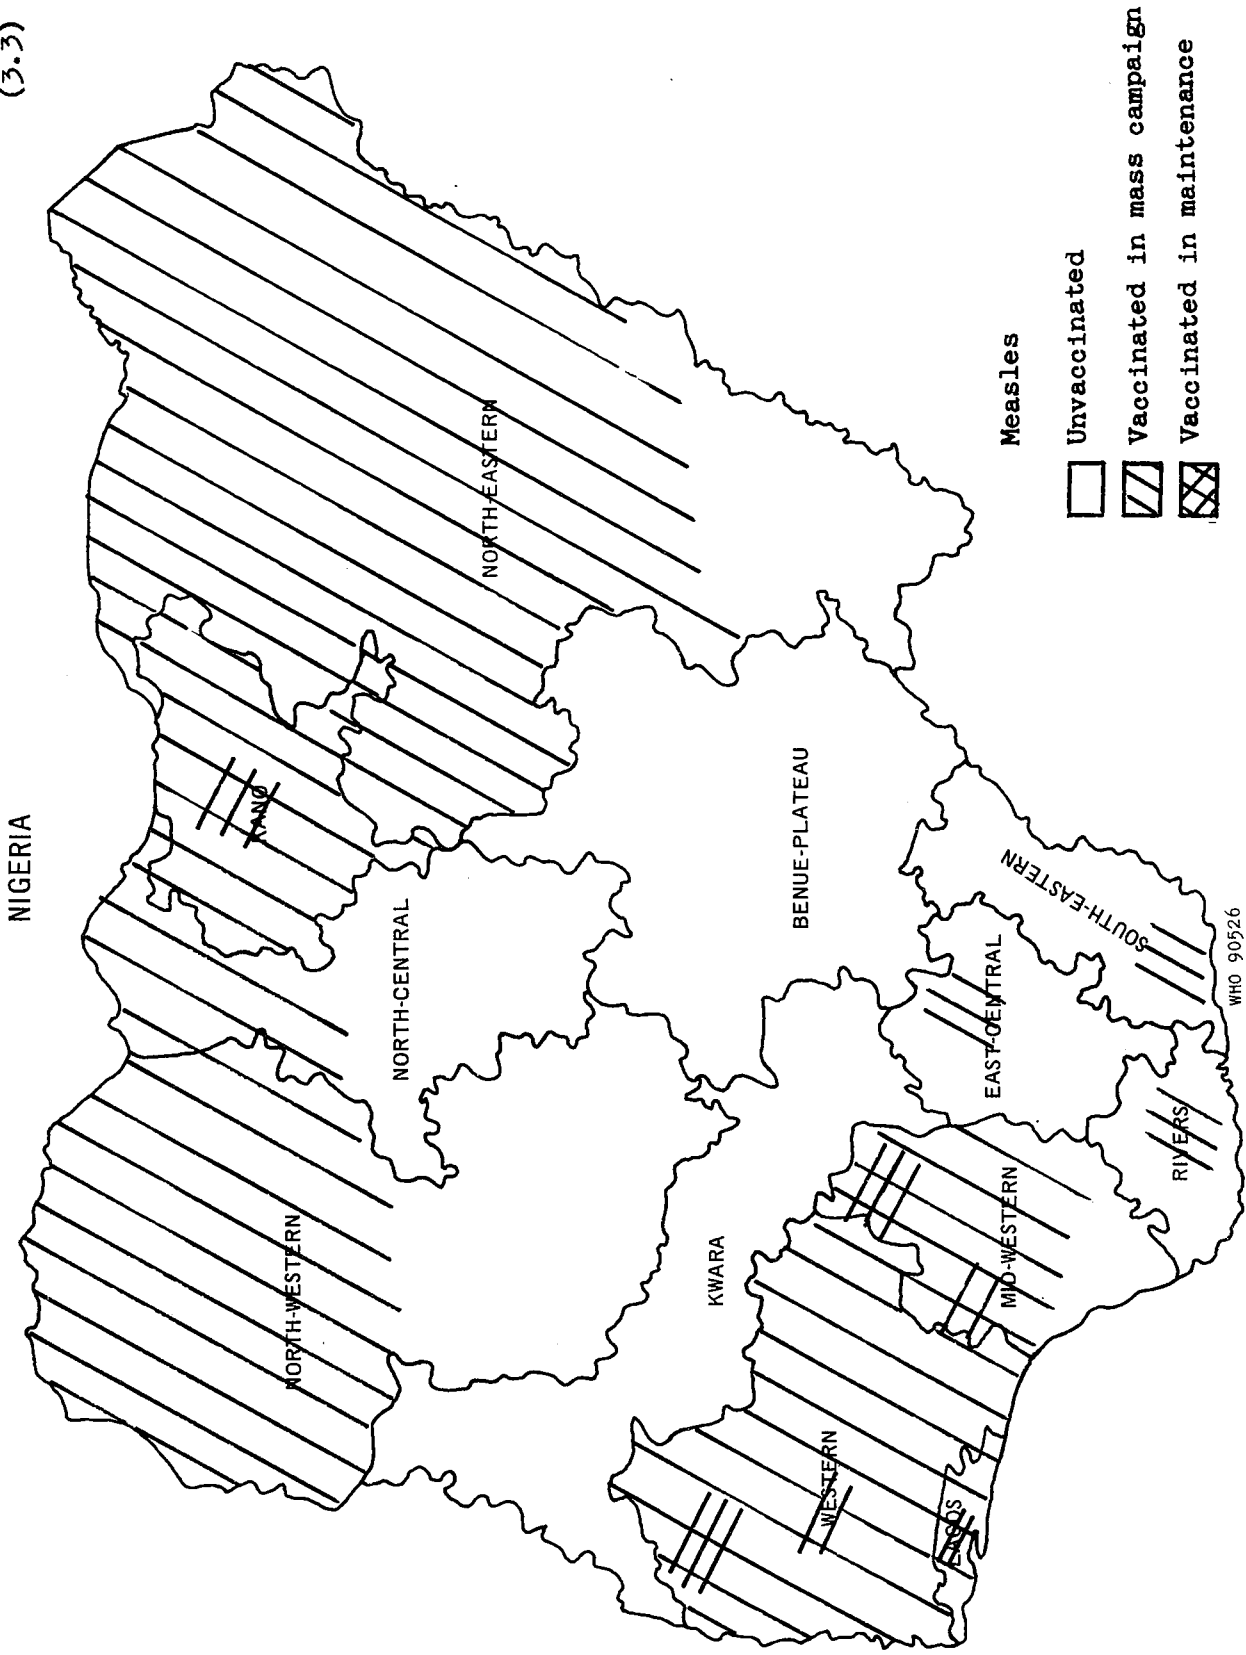 (3.3)
NIGERIA
NORTH-EASTERN
KANO
NORTH-CENTRAL
NORTH-WESTERN
BENUE-PLATEAU
KWARA
SOUTH-EASTERN
EAST-CENTRAL
RIVERS
MID-WESTERN
WESTERN
LAGOS
Measles
Unvaccinated
Vaccinated in mass campaign
Vaccinated in maintenance
WHO 90526